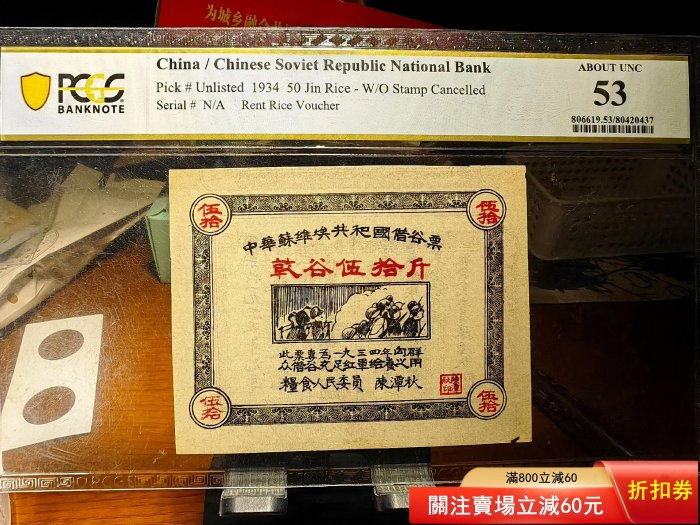 为城乡融合
PCGS
BANKNOTE
China / Chinese Soviet Republic National Bank
Pick # Unlisted 1934 50 Jin Rice - W/O Stamp Cancelled
Serial # N/A Rent Rice Voucher
ABOUT UNC
53
806619.53/80420437
伍拾
伍拾
中華蘇維埃共和國借谷票
乾谷伍拾斤
此票專爲一九三四年向群
众借谷充足紅軍給養之用
糧食人民委員 陳潭秋
伍拾
伍拾
滿800立減60
關注賣場立減60元
折扣券